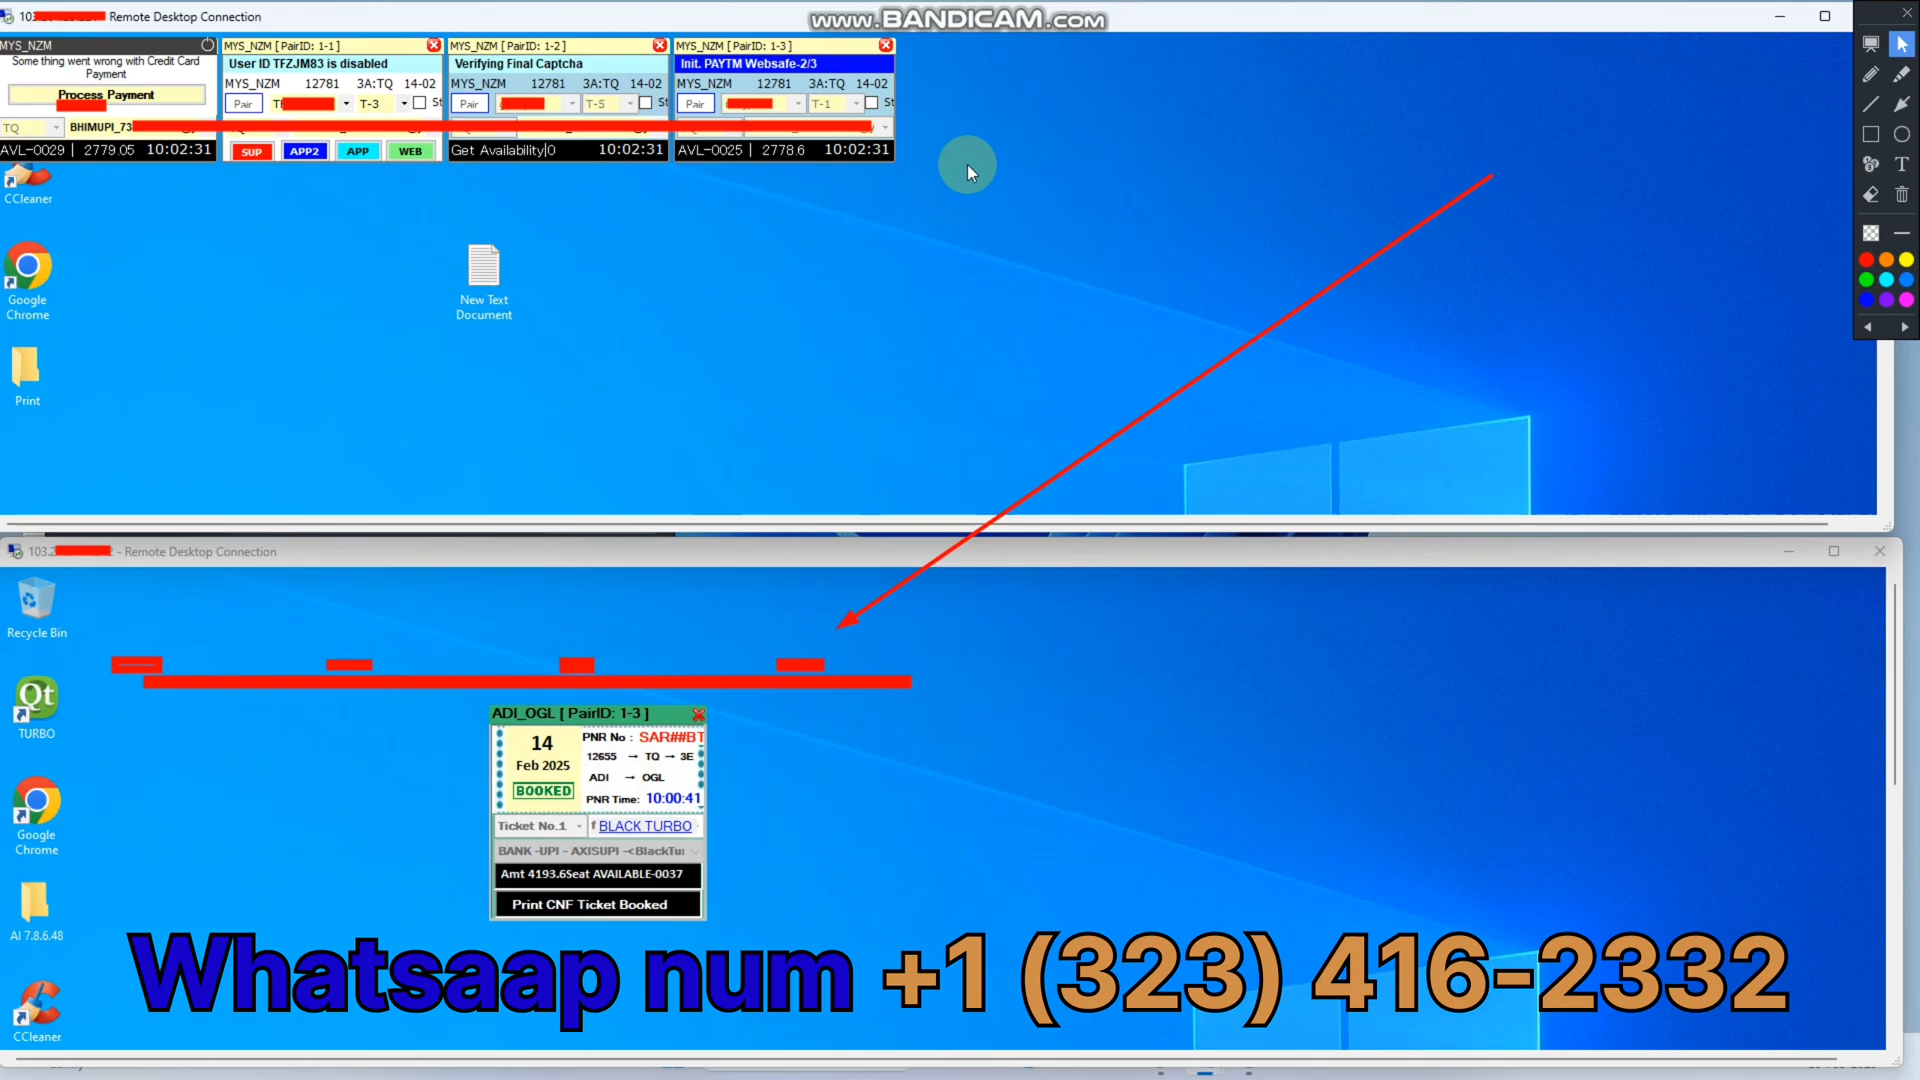 103.2 Remote Desktop Connection
www.BANDICAM.com
MYS_NZM
Some thing went wrong with Credit Card
Payment
Process Payment
TQ BHIMUPI_73
AVL-0029 | 2779.05 10:02:31
MYS_NZM [PairID: 1-1 ]
User ID TFZJM83 is disabled
MYS_NZM 12781 3A:TQ 14-02
Pair T-3 St
SUP APP2 APP WEB
MYS_NZM [PairID: 1-2 ]
Verifying Final Captcha
MYS_NZM 12781 3A:TQ 14-02
Pair T-5 St
Get Availability|0 10:02:31
MYS_NZM [PairID: 1-3 ]
Init. PAYTM Websafe-2/3
MYS_NZM 12781 3A:TQ 14-02
Pair T-1 St
AVL-0025 | 2778.6 10:02:31
CCleaner
Google
Chrome
Print
New Text
Document
103.2 - Remote Desktop Connection
Recycle Bin
TURBO
Google
Chrome
AI 7.8.6.48
CCleaner
ADI_OGL [ PairID: 1-3 ]
14
Feb 2025
BOOKED
PNR No : SAR##BT
12655 → TQ → 3E
ADI → OGL
PNR Time: 10:00:41
Ticket No.1 f BLACK TURBO
BANK -UPI - AXISUPI -<BlackTur
Amt 4193.6Seat AVAILABLE-0037
Print CNF Ticket Booked
Whatsaap num +1 (323) 416-2332